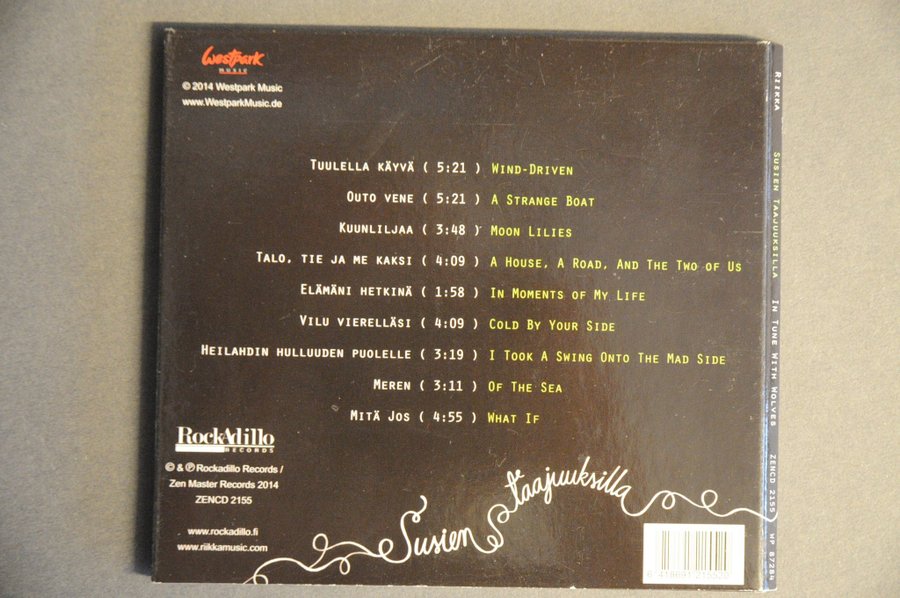 Westpark
MUSIC
© 2014 Westpark Music
www.WestparkMusic.de
TUULELLA KÄYVÄ ( 5:21 ) WIND-DRIVEN
OUTO VENE ( 5:21 ) A STRANGE BOAT
KUUNLILJAA ( 3:48 ) MOON LILIES
TALO, TIE JA ME KAKSI ( 4:09 ) A HOUSE, A ROAD, AND THE TWO OF US
ELÄMÄNI HETKINÄ ( 1:58 ) IN MOMENTS OF MY LIFE
VILU VIERELLÄSI ( 4:09 ) COLD BY YOUR SIDE
HEILAHDIN HULLUUDEN PUOLELLE ( 3:19 ) I TOOK A SWING ONTO THE MAD SIDE
MEREN ( 3:11 ) OF THE SEA
MITÄ JOS ( 4:55 ) WHAT IF
RockAdillo
RECORDS
© & ℗ Rockadillo Records /
Zen Master Records 2014
ZENCD 2155
www.rockadillo.fi
www.riikkamusic.com
Susien taajuuksilla
RIIKKA SUSIEN TAAJUUKSILLA IN TUNE WITH WOLVES ZENCD 2155 WP 87284